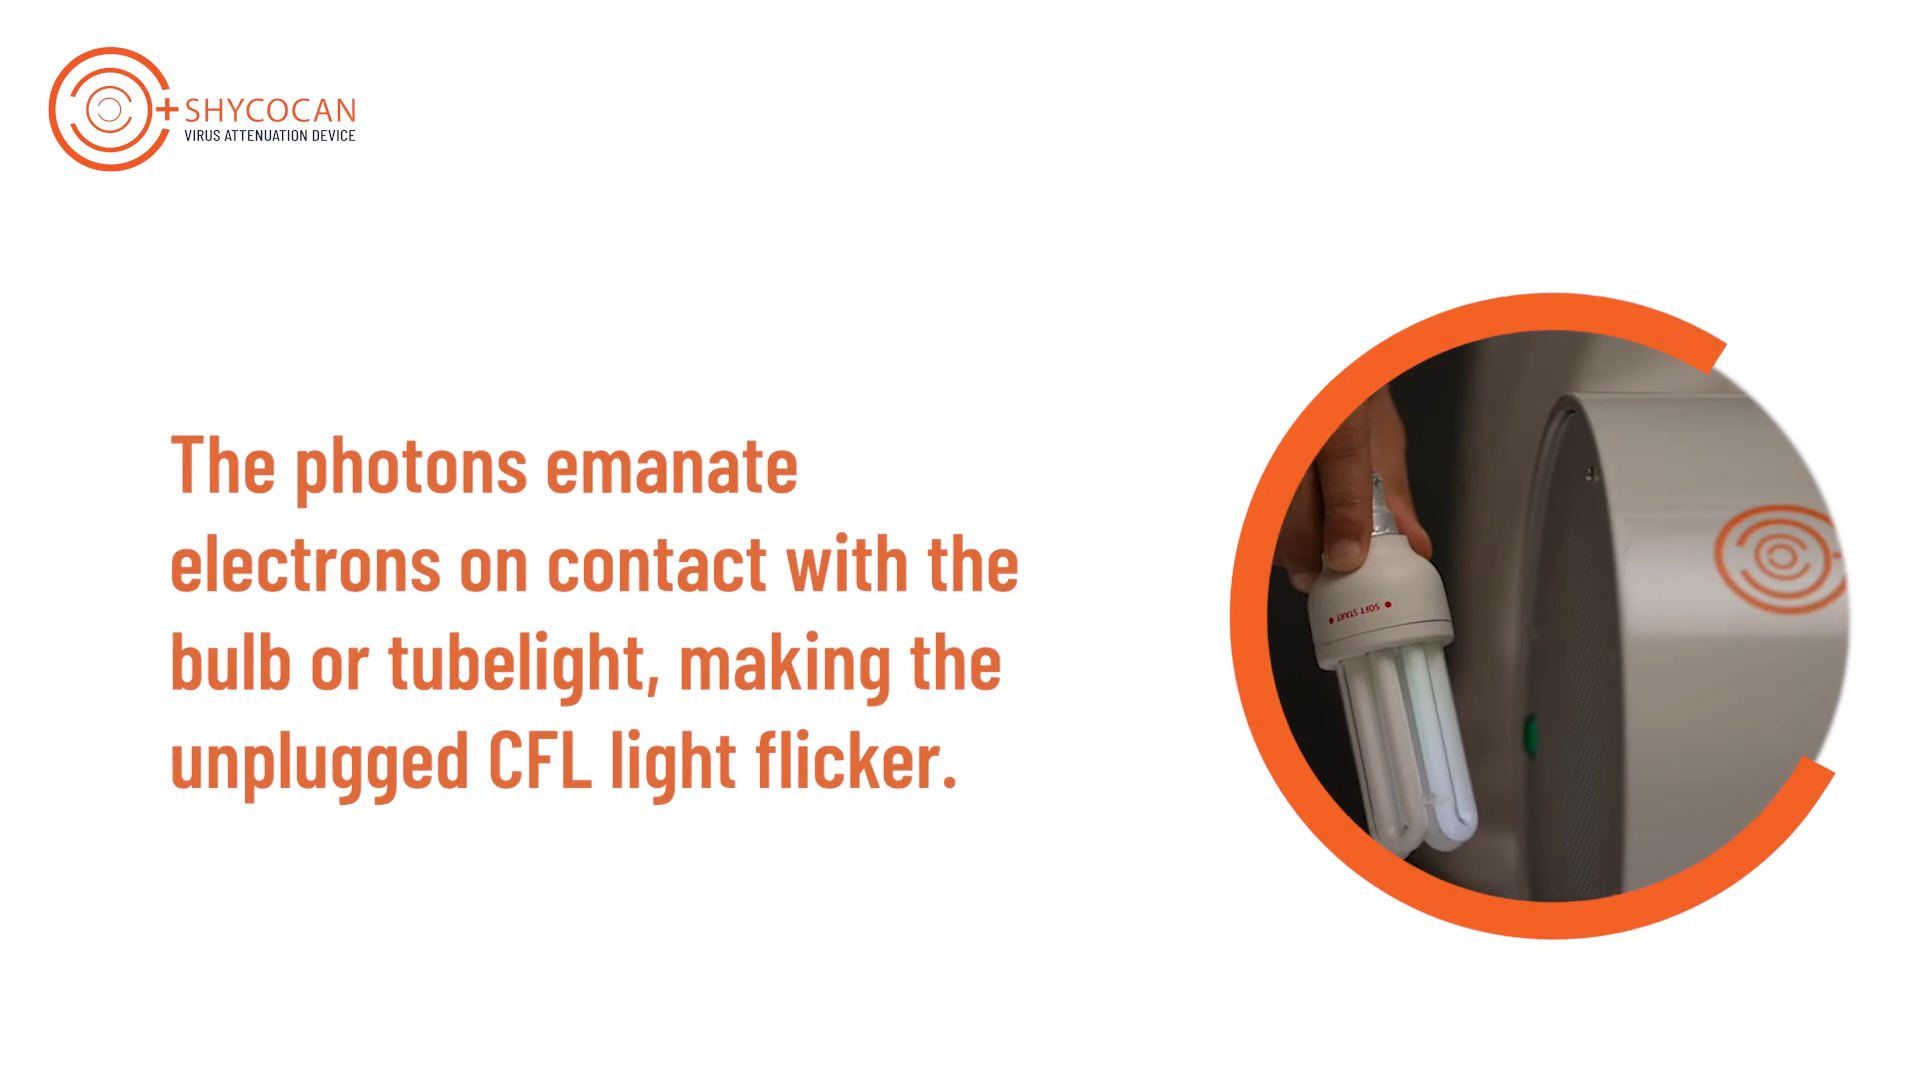 SHYCOCAN
VIRUS ATTENUATION DEVICE
The photons emanate
electrons on contact with the
bulb or tubelight, making the
unplugged CFL light flicker.
SOFT START